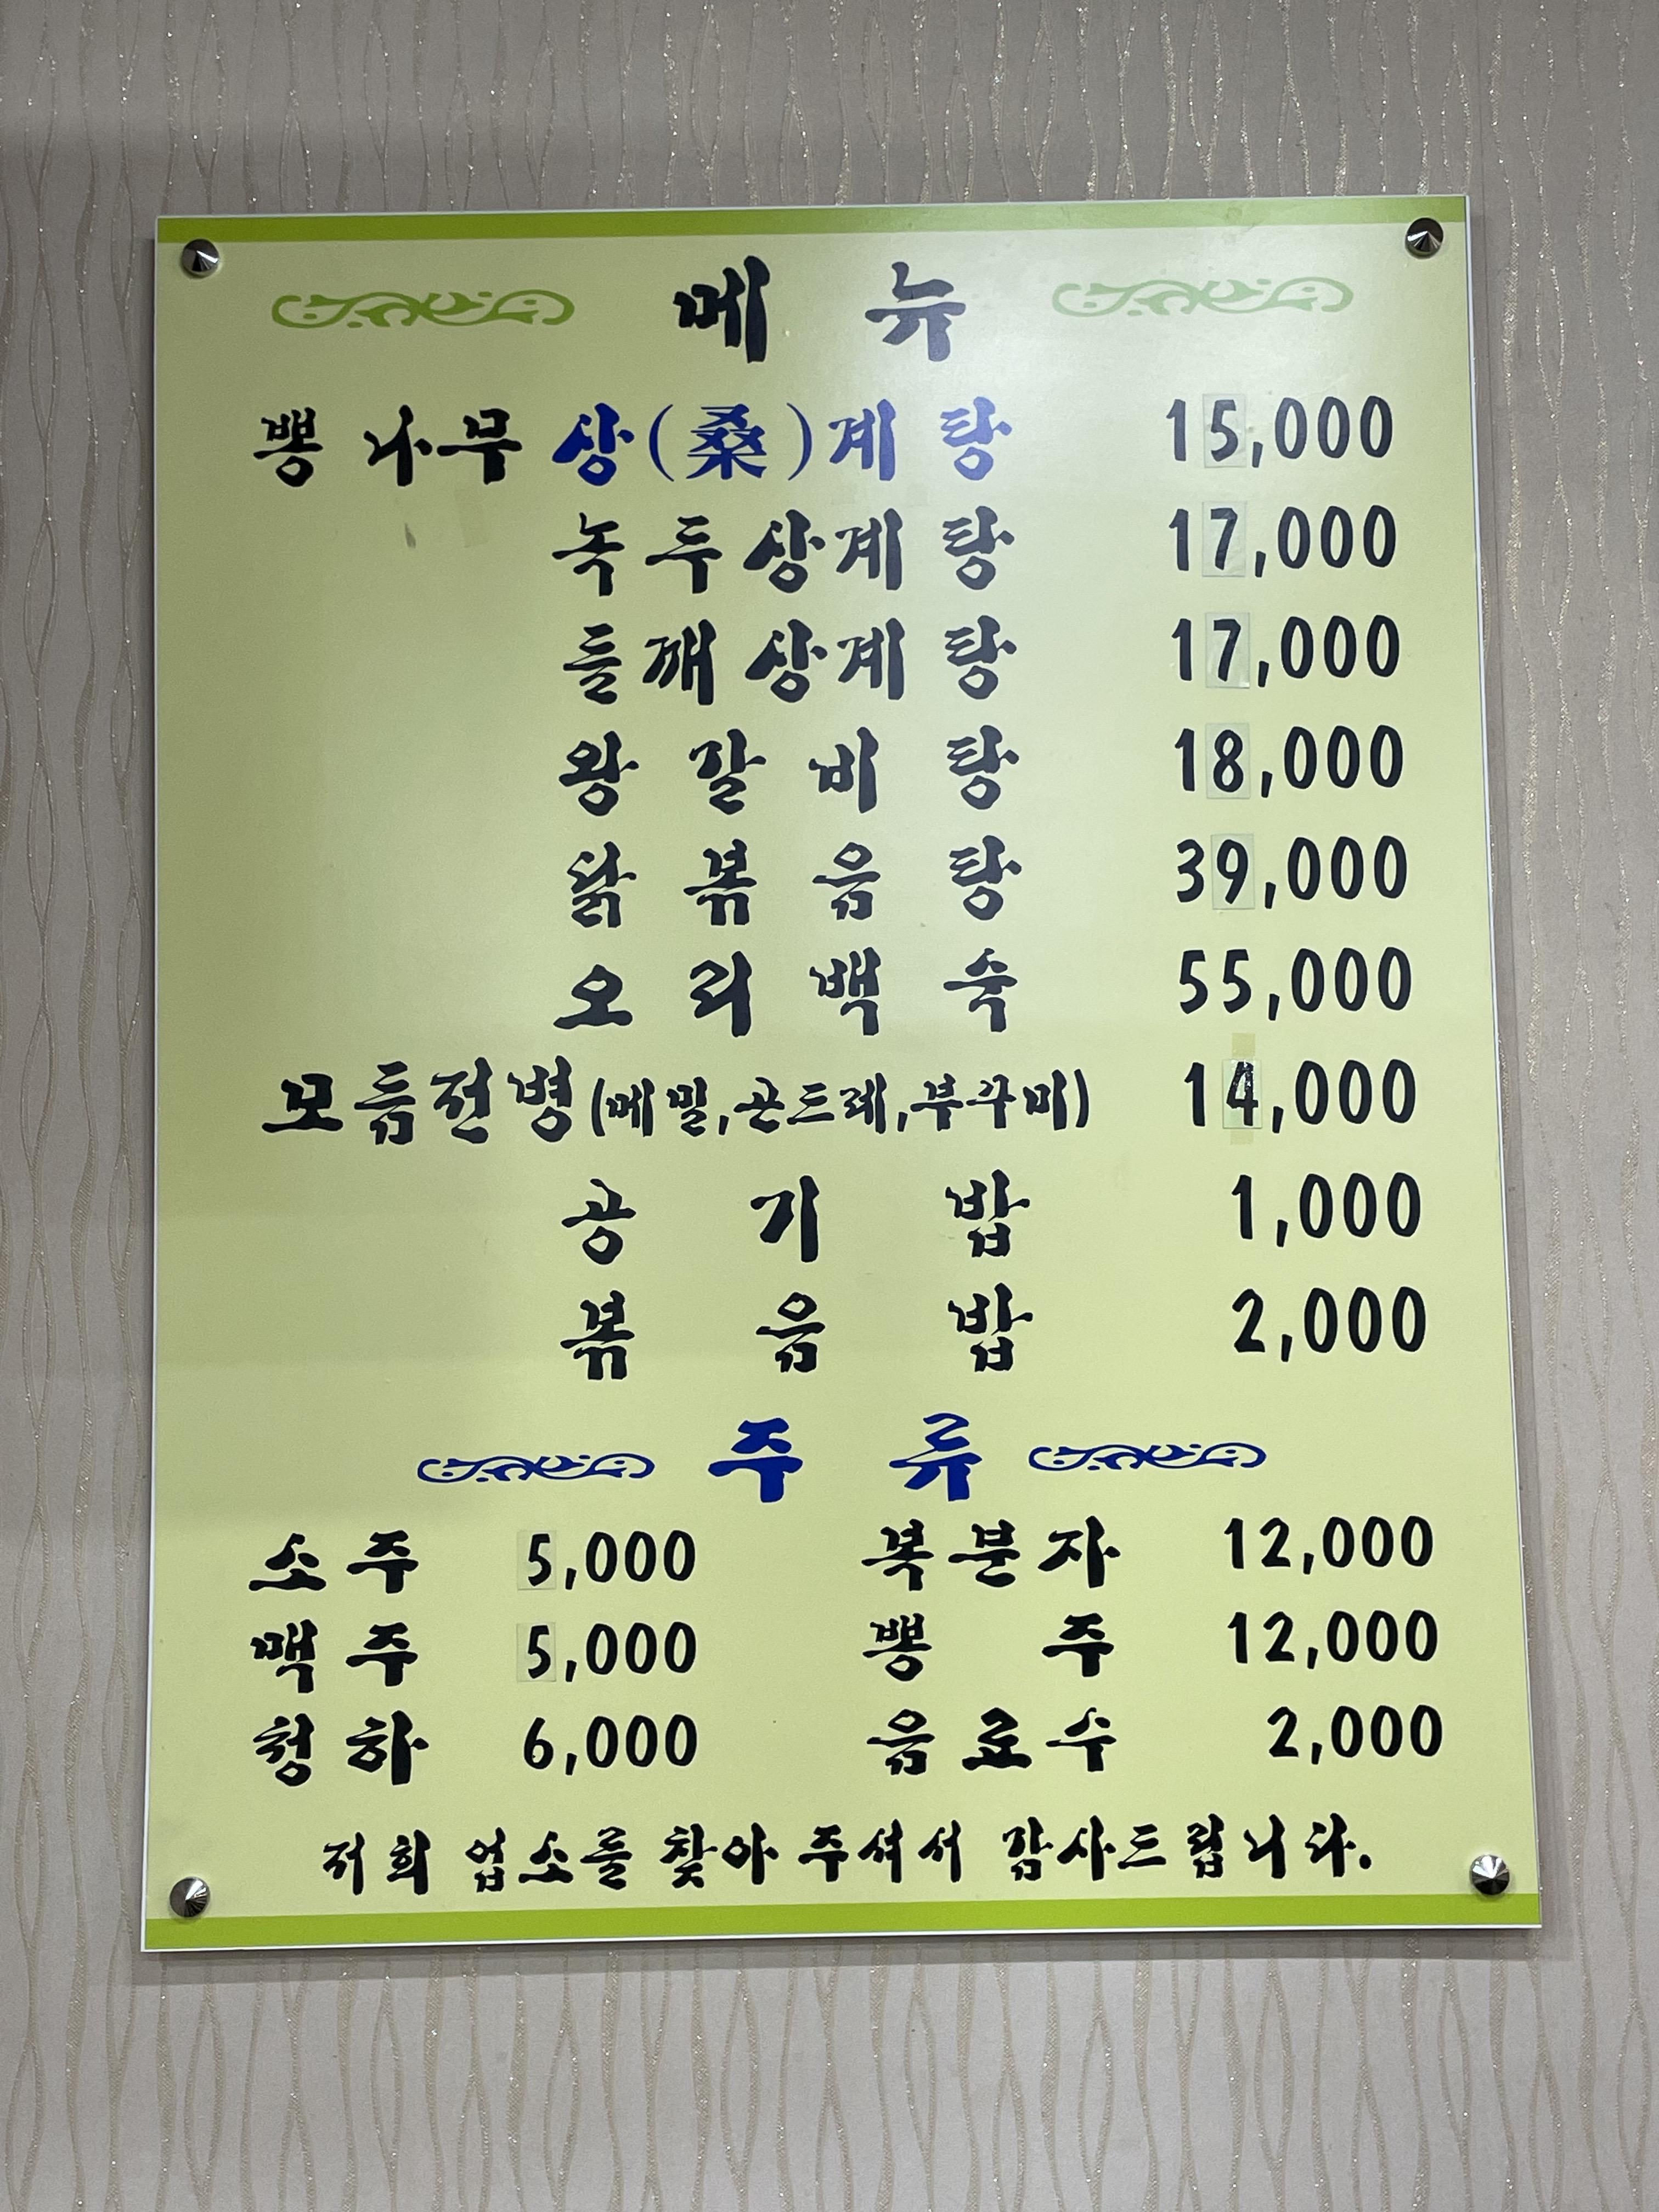 메뉴
뽕나무 상(桑)계탕 15,000
녹두상계탕 17,000
들깨상계탕 17,000
왕갈비탕 18,000
닭볶음탕 39,000
오리백숙 55,000
모듬전병(메밀,곤드레,부꾸미) 14,000
공기밥 1,000
볶음밥 2,000
주류
소주 5,000 복분자 12,000
맥주 5,000 뽕주 12,000
청하 6,000 음료수 2,000
저희 업소를 찾아 주셔서 감사드립니다.